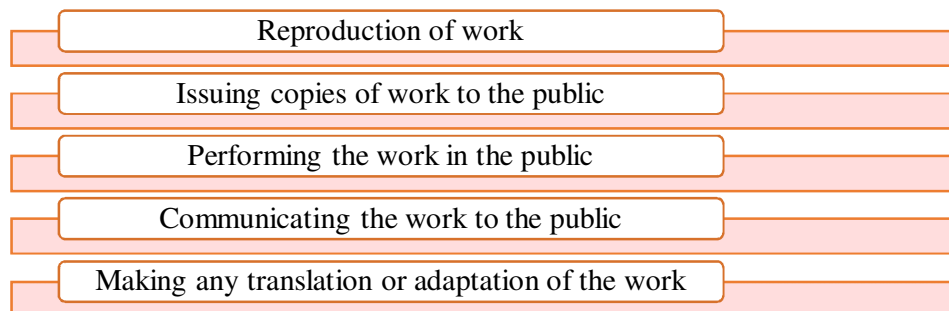 Reproduction of work
Issuing copies of work to the public
Performing the work in the public
Communicating the work to the public
Making any translation or adaptation of the work